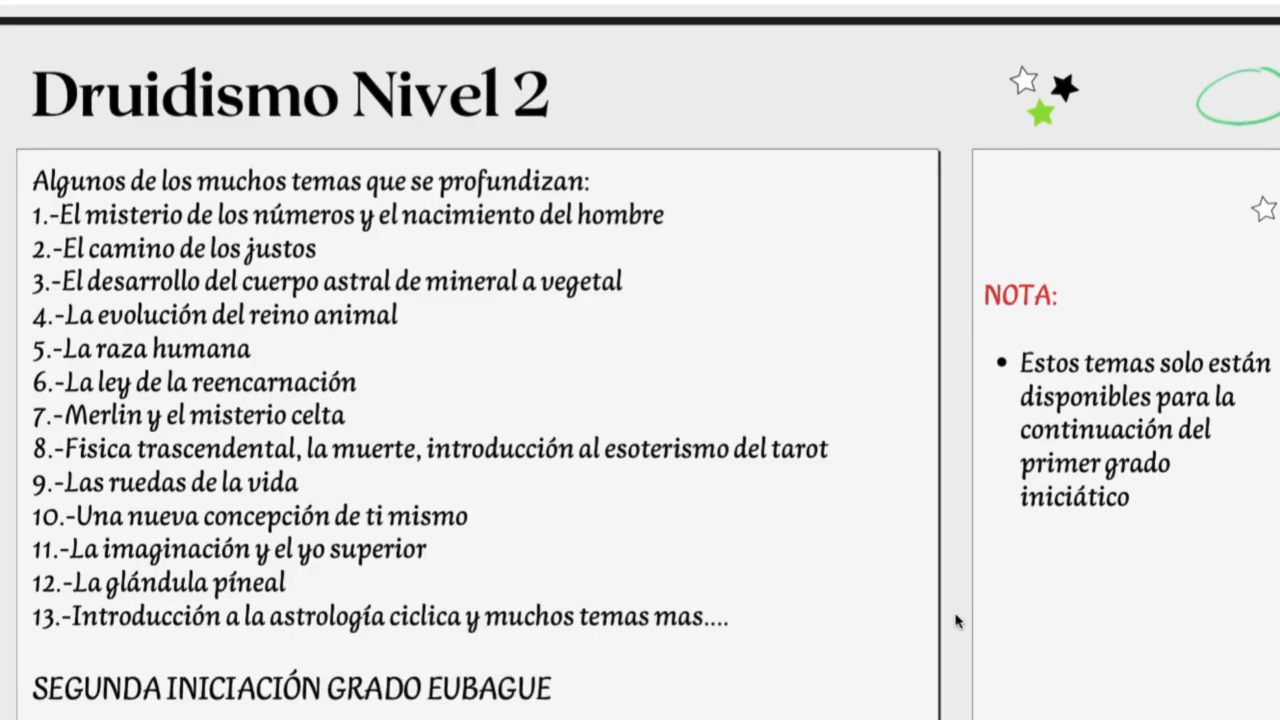 Druidismo Nivel 2
Algunos de los muchos temas que se profundizan:
1.-El misterio de los números y el nacimiento del hombre
2.-El camino de los justos
3.-El desarrollo del cuerpo astral de mineral a vegetal
4.-La evolución del reino animal
5.-La raza humana
6.-La ley de la reencarnación
7.-Merlin y el misterio celta
8.-Fisica trascendental, la muerte, introducción al esoterismo del tarot
9.-Las ruedas de la vida
10.-Una nueva concepción de ti mismo
11.-La imaginación y el yo superior
12.-La glándula píneal
13.-Introducción a la astrología ciclica y muchos temas mas....
SEGUNDA INICIACIÓN GRADO EUBAGUE
NOTA:
• Estos temas solo están
disponibles para la
continuación del
primer grado
iniciático